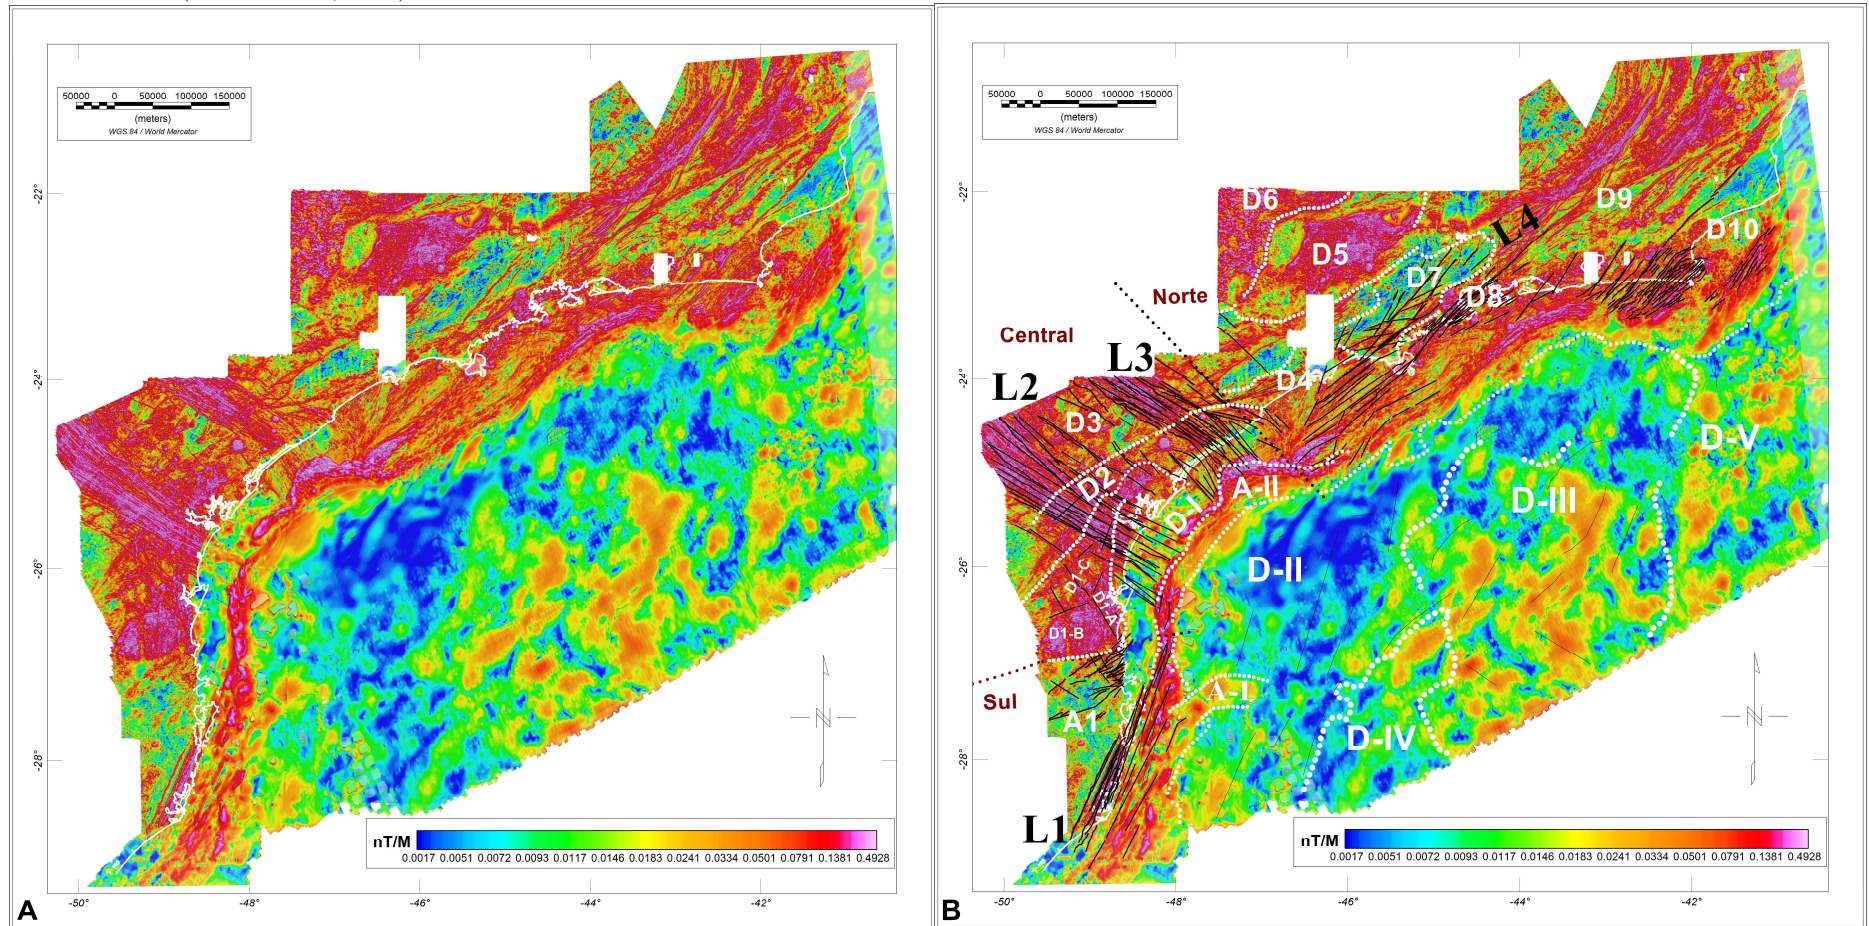 50000 0 50000 100000 150000
(meters)
WGS 84 / World Mercator
-22°
-24°
-26°
-28°
-50°
-48°
-46°
-44°
-42°
nT/M
0.0017 0.0051 0.0072 0.0093 0.0117 0.0146 0.0183 0.0241 0.0334 0.0501 0.0791 0.1381 0.4928
N
A
50000 0 50000 100000 150000
(meters)
WGS 84 / World Mercator
-22°
-24°
-26°
-28°
D6
D9
D5
L4
D10
D7
Norte
D8
Central
L3
L2
D4
D3
D-V
D2
A-II
D-I
D-III
D-II
D1-C
D1-A
D1-B
Sul
A-I
A1
D-IV
L1
N
nT/M
0.0017 0.0051 0.0072 0.0093 0.0117 0.0146 0.0183 0.0241 0.0334 0.0501 0.0791 0.1381 0.4928
-50°
-48°
-46°
-44°
-42°
B